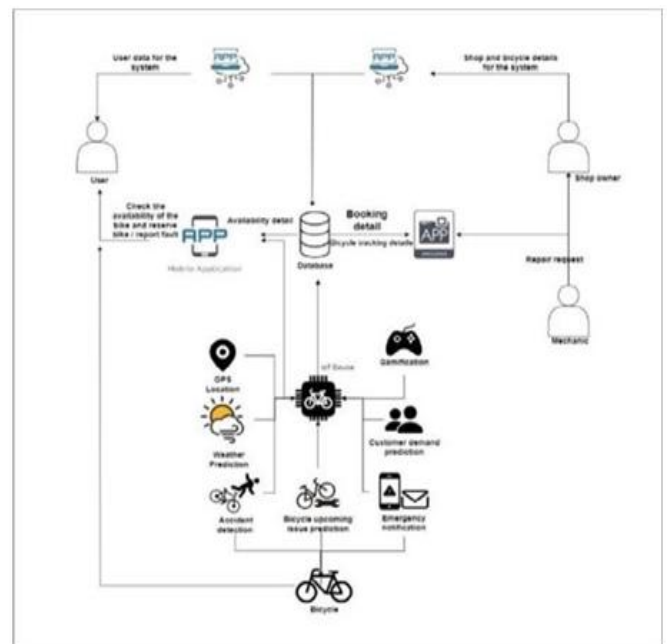 User data for the
system
Shop and bicycle details
for the system
User
Shop owner
Check the
availability of the
bike and reserve
bike / report fault
APP
Mobile Application
Availability detail
Database
Booking
detail
Bicycle tracking details
APP
Repair request
Mechanic
IoT Device
GPS
Location
Gamification
Weather
Prediction
Customer demand
prediction
Accident
detection
Bicycle upcoming
issue prediction
Emergency
notification
Bicycle